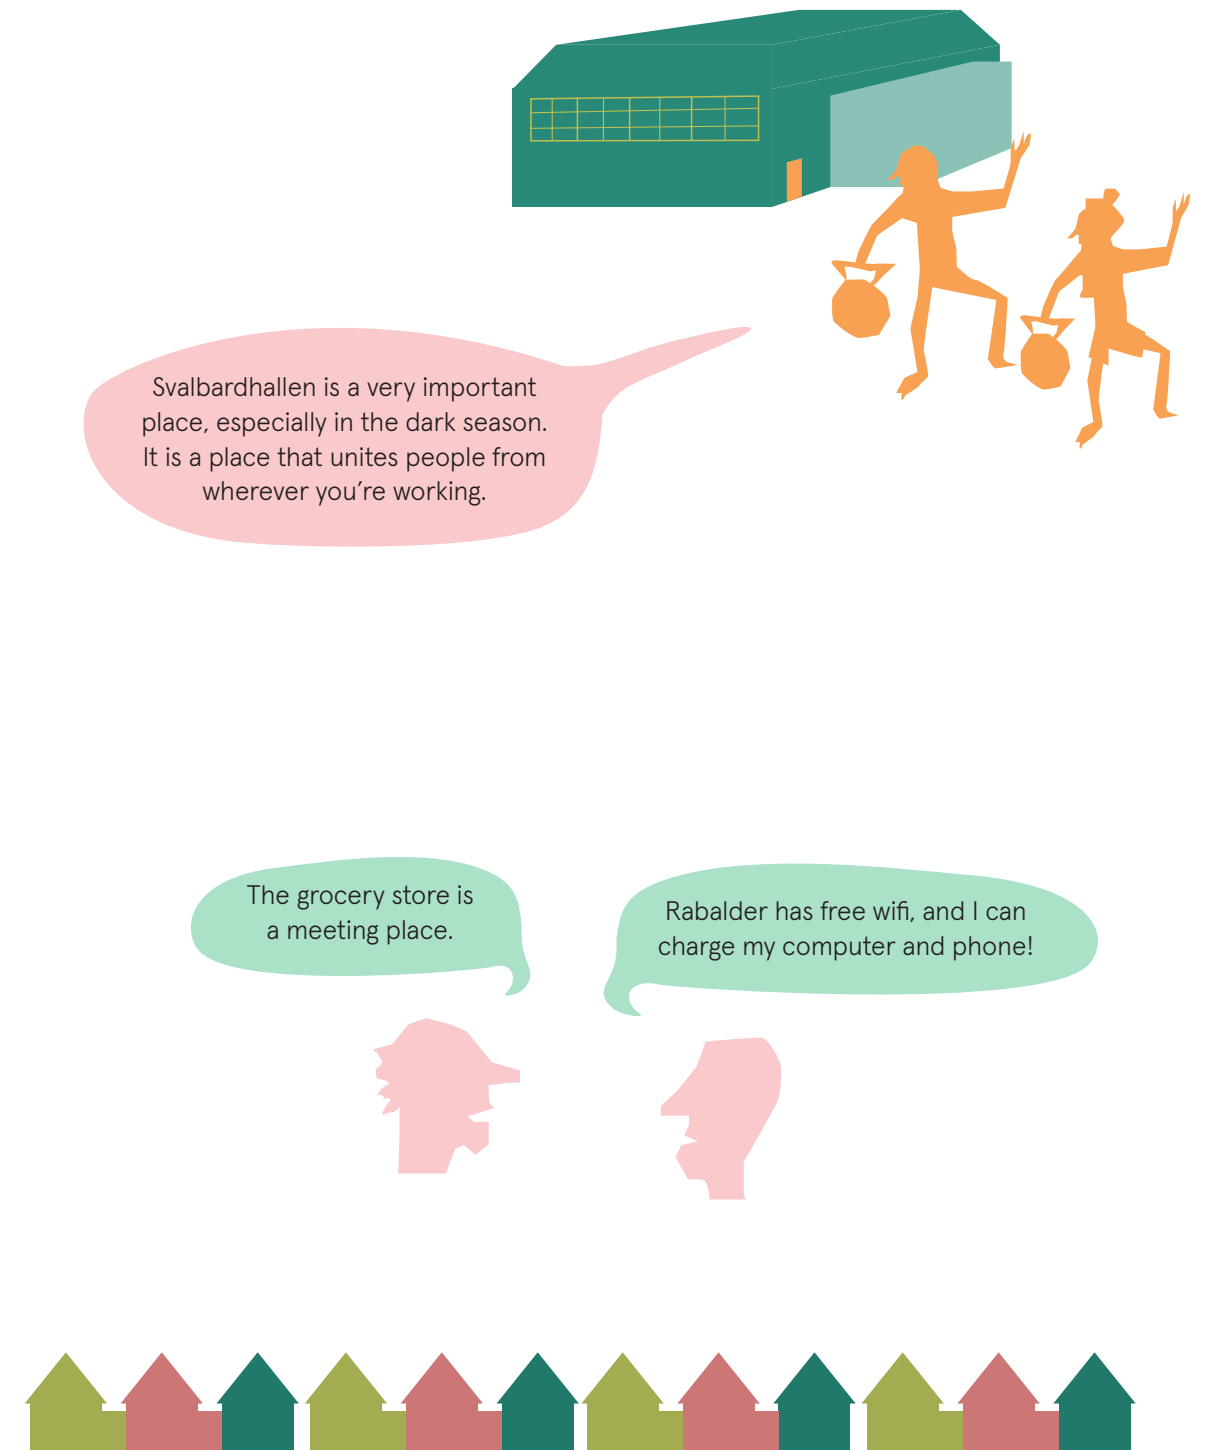 Svalbardhallen is a very important
place, especially in the dark season.
It is a place that unites people from
wherever you’re working.
The grocery store is
a meeting place.
Rabalder has free wifi, and I can
charge my computer and phone!